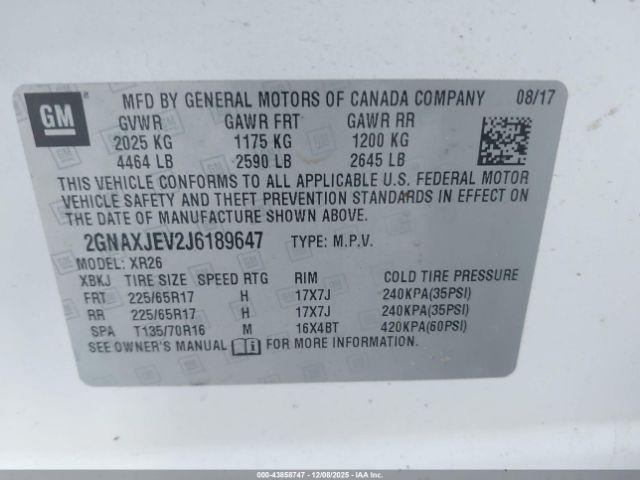 GM ® MFD BY GENERAL MOTORS OF CANADA COMPANY 08/17
GVWR GAWR FRT GAWR RR
2025 KG 1175 KG 1200 KG
4464 LB 2590 LB 2645 LB
THIS VEHICLE CONFORMS TO ALL APPLICABLE U.S. FEDERAL MOTOR
VEHICLE SAFETY AND THEFT PREVENTION STANDARDS IN EFFECT ON
THE DATE OF MANUFACTURE SHOWN ABOVE.
2GNAXJEV2J6189647 TYPE: M.P.V.
MODEL: XR26
XBKJ TIRE SIZE SPEED RTG RIM COLD TIRE PRESSURE
FRT 225/65R17 H 17X7J 240KPA(35PSI)
RR 225/65R17 H 17X7J 240KPA(35PSI)
SPA T135/70R16 M 16X4BT 420KPA(60PSI)
SEE OWNER'S MANUAL FOR MORE INFORMATION.
000-43858747 - 12/08/2025 - IAAI.COM